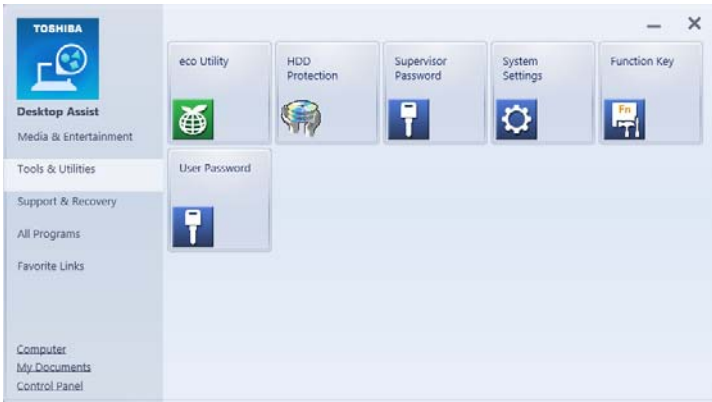 TOSHIBA
Desktop Assist
Media & Entertainment
Tools & Utilities
Support & Recovery
All Programs
Favorite Links
Computer
My Documents
Control Panel
eco Utility
HDD
Protection
Supervisor
Password
System
Settings
Function Key
Fn
User Password